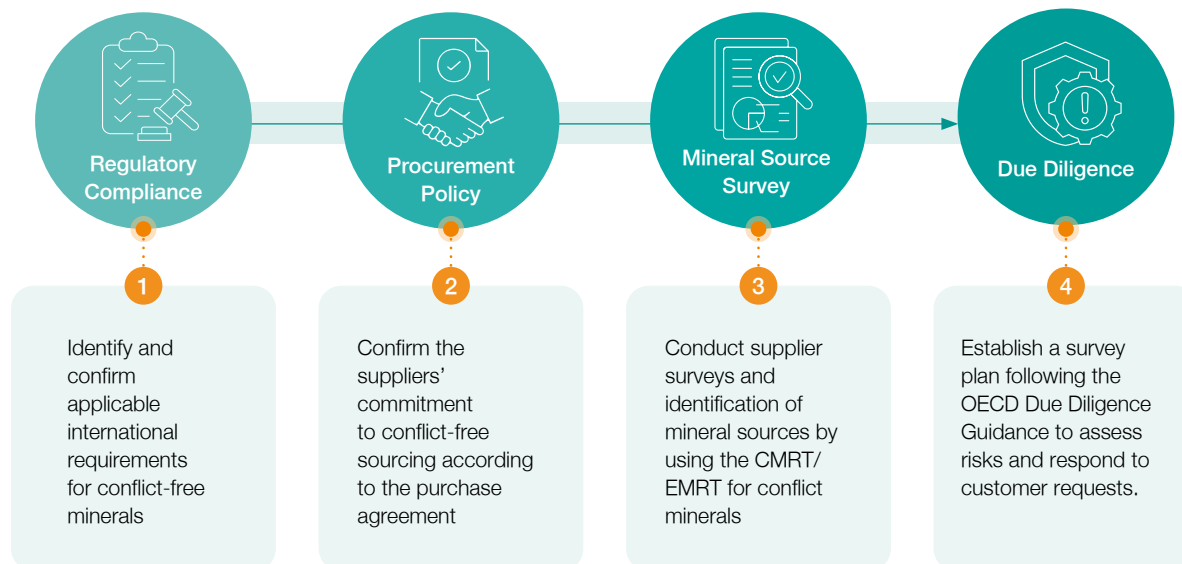 Regulatory
Compliance
Procurement
Policy
Mineral Source
Survey
Due Diligence
1
Identify and
confirm
applicable
international
requirements
for conflict-free
minerals
2
Confirm the
suppliers’
commitment
to conflict-free
sourcing according
to the purchase
agreement
3
Conduct supplier
surveys and
identification of
mineral sources by
using the CMRT/
EMRT for conflict
minerals
4
Establish a survey
plan following the
OECD Due Diligence
Guidance to assess
risks and respond to
customer requests.